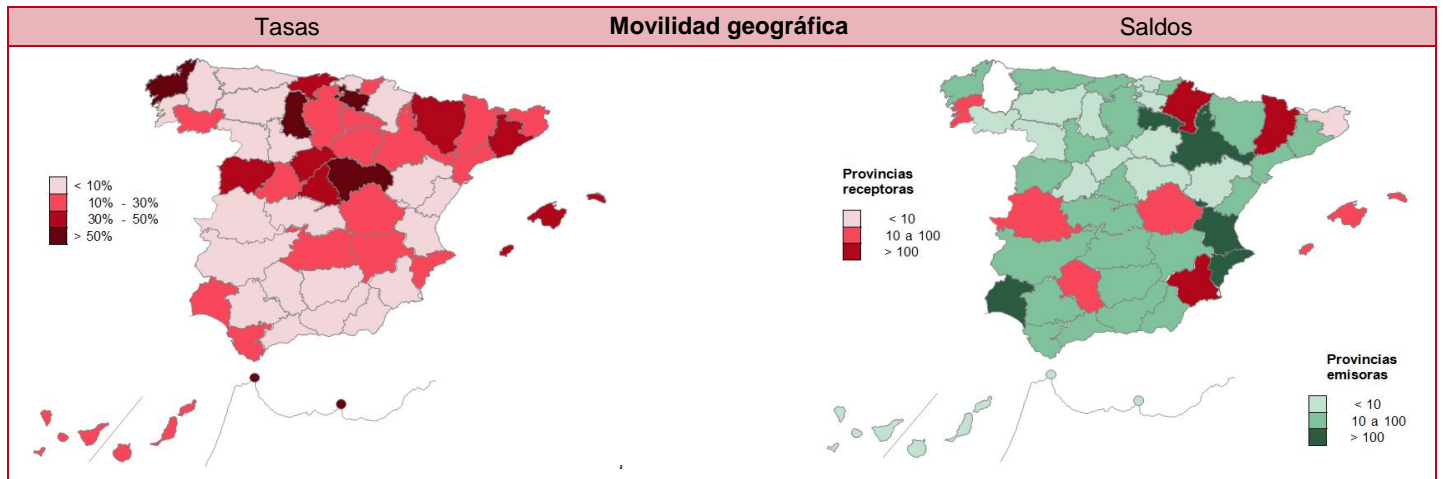 Tasas Movilidad geográfica Saldos
< 10%
10% - 30%
30% - 50%
> 50%
Provincias
receptoras
< 10
10 a 100
> 100
Provincias
emisoras
< 10
10 a 100
> 100